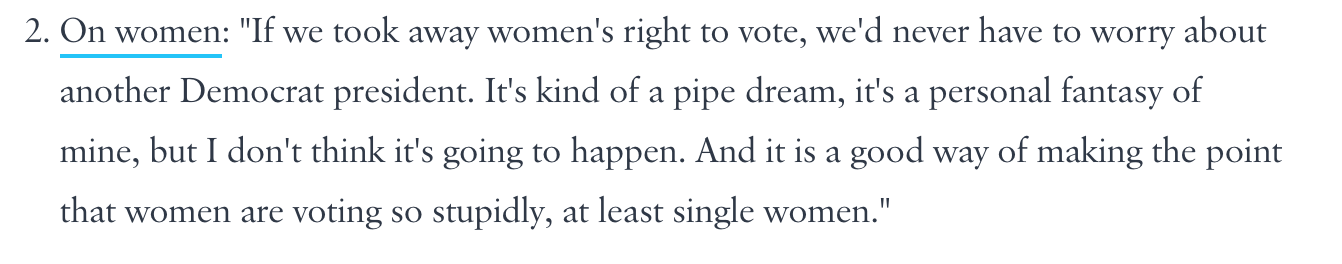 2. On women: "If we took away women's right to vote, we'd never have to worry about
another Democrat president. It's kind of a pipe dream, it's a personal fantasy of
mine, but I don't think it's going to happen. And it is a good way of making the point
that women are voting so stupidly, at least single women."